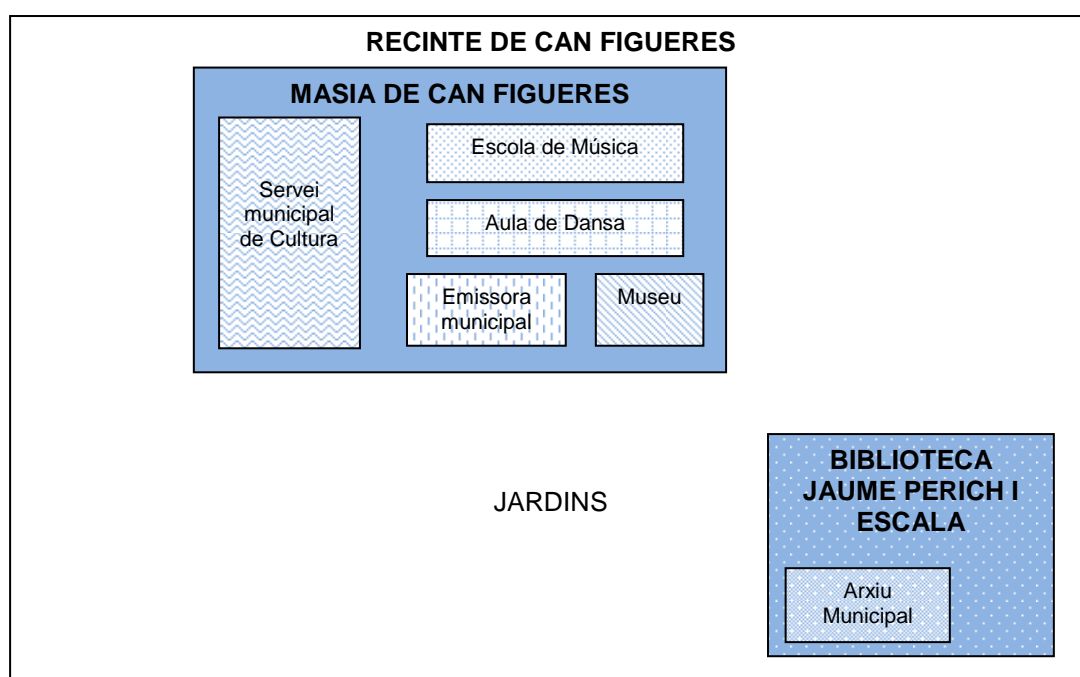 RECINTE DE CAN FIGUERES
MASIA DE CAN FIGUERES
Servei
municipal
de Cultura
Escola de Música
Aula de Dansa
Emissora
municipal
Museu
JARDINS
BIBLIOTECA
JAUME PERICH I
ESCALA
Arxiu
Municipal